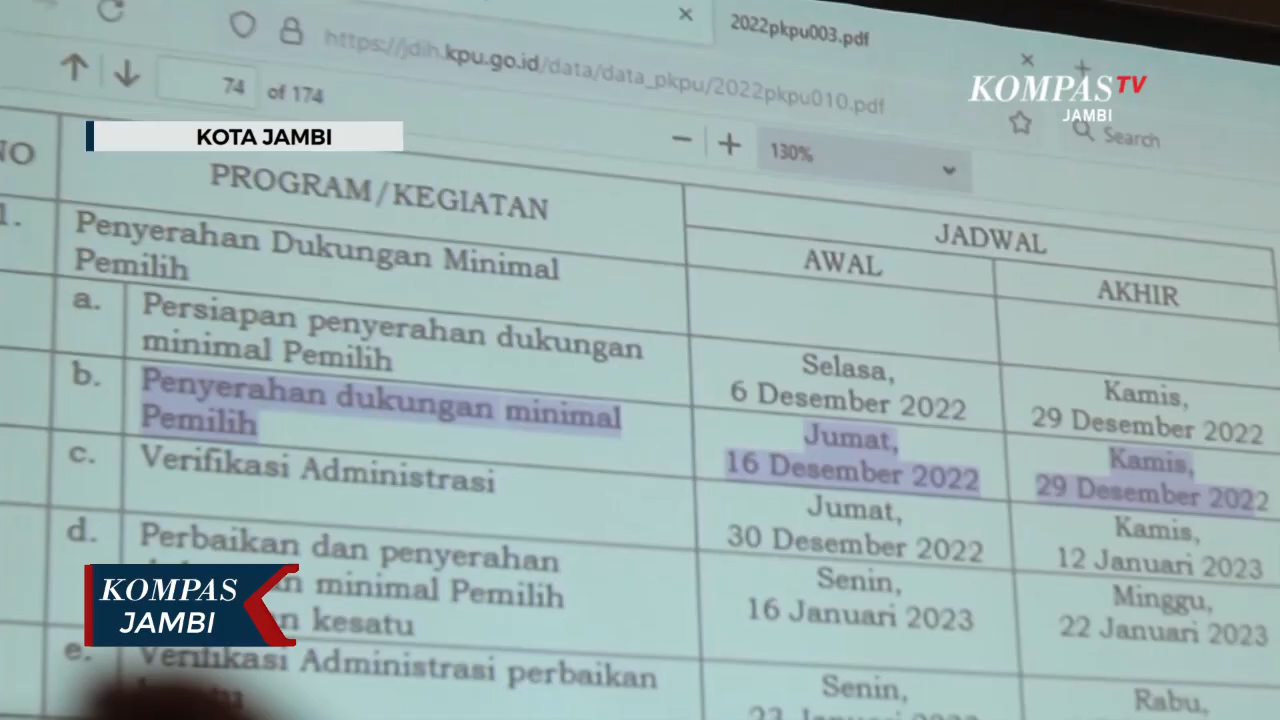 2022pkpu003.pdf
https://jdih.kpu.go.id/data/data_pkpu/2022pkpu010.pdf
74 of 174
130%
Search
KOMPAS TV
JAMBI
KOTA JAMBI
NO
PROGRAM/KEGIATAN
JADWAL
AWAL
AKHIR
1.
Penyerahan Dukungan Minimal
Pemilih
a.
Persiapan penyerahan dukungan
minimal Pemilih
Selasa,
6 Desember 2022
Kamis,
29 Desember 2022
b.
Penyerahan dukungan minimal
Pemilih
Jumat,
16 Desember 2022
Kamis,
29 Desember 2022
c.
Verifikasi Administrasi
Jumat,
30 Desember 2022
Kamis,
12 Januari 2023
d.
Perbaikan dan penyerahan
minimal Pemilih
kesatu
Senin,
16 Januari 2023
Minggu,
22 Januari 2023
e.
Verifikasi Administrasi perbaikan
Senin,
Rabu,
KOMPAS
JAMBI